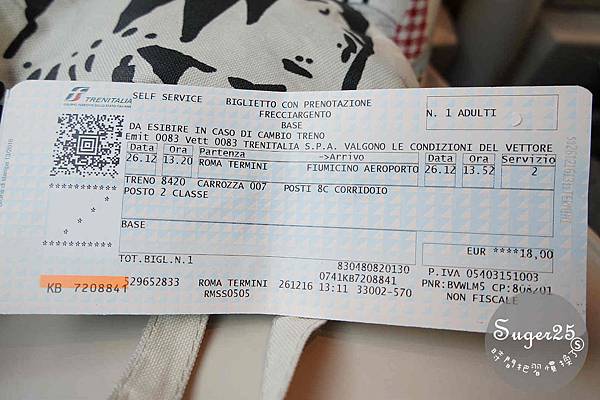 TRENITALIA
SELF SERVICE BIGLIETTO CON PRENOTAZIONE
FRECCIARGENTO
BASE
N. 1 ADULTI
DA ESIBIRE IN CASO DI CAMBIO TRENO
Emit 0083 Vett 0083 TRENITALIA S.P.A. VALGONO LE CONDIZIONI DEL VETTORE
Data Ora Partenza ->Arrivo Data Ora Servizio
26.12 13.20 ROMA TERMINI FIUMICINO AEROPORTO 26.12 13.52 2
TRENO 8420 CARROZZA 007 POSTI 8C CORRIDOIO
POSTO 2 CLASSE
BASE
EUR ****18,00
TOT.BIGL.N.1 830480820130 P.IVA 05403151003
529652833 0741KB7208841 PNR:BVWLM5 CP:808/01
KB 7208841 ROMA TERMINI 261216 13:11 33002-570 NON FISCALE
RMSS0505
Suger25